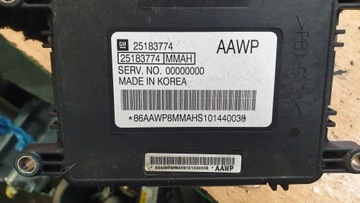 GM 25183774
AAWP
25183774 MMAH
SERV. NO. 00000000
MADE IN KOREA
*86AAWP8MMAHS101440038*
AAWP